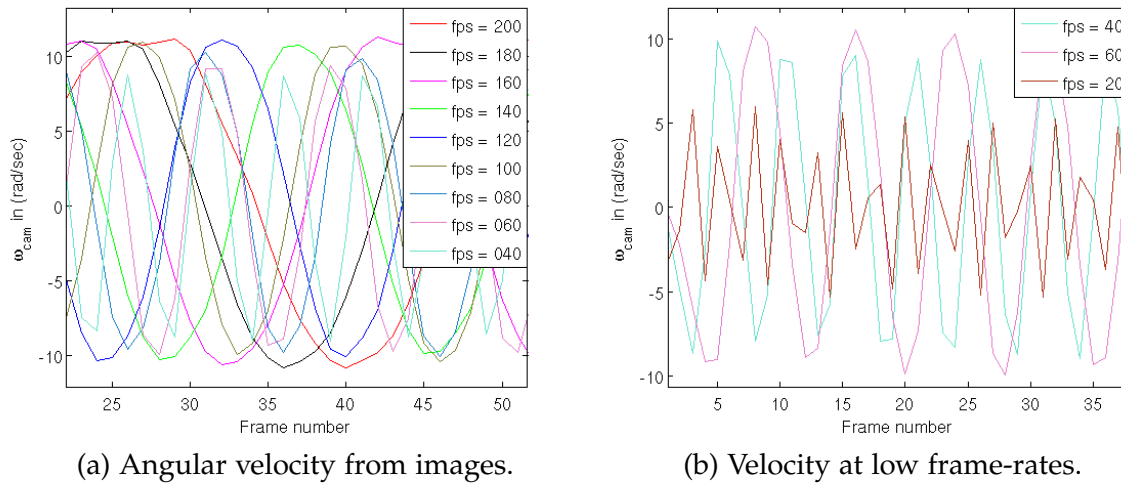 10
5
0
-5
-10
ω_cam in (rad/sec)
25 30 35 40 45 50
Frame number
fps = 200
fps = 180
fps = 160
fps = 140
fps = 120
fps = 100
fps = 080
fps = 060
fps = 040
(a) Angular velocity from images.
10
5
0
-5
-10
ω_cam in (rad/sec)
5 10 15 20 25 30 35
Frame number
fps = 40
fps = 60
fps = 20
(b) Velocity at low frame-rates.